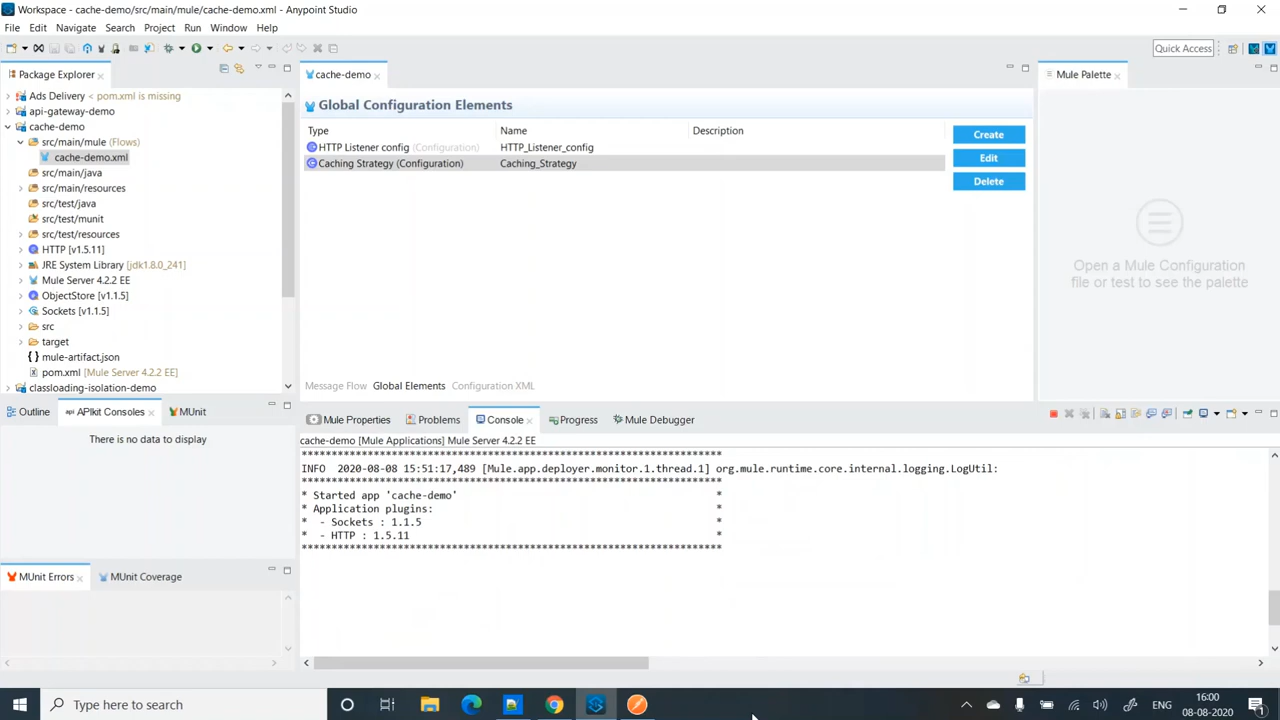 Workspace - cache-demo/src/main/mule/cache-demo.xml - Anypoint Studio
File Edit Navigate Search Project Run Window Help
Quick Access
Package Explorer
Ads Delivery < pom.xml is missing
api-gateway-demo
cache-demo
src/main/mule (Flows)
cache-demo.xml
src/main/java
src/main/resources
src/test/java
src/test/munit
src/test/resources
HTTP [v1.5.11]
JRE System Library [jdk1.8.0_241]
Mule Server 4.2.2 EE
ObjectStore [v1.1.5]
Sockets [v1.1.5]
src
target
mule-artifact.json
pom.xml [Mule Server 4.2.2 EE]
classloading-isolation-demo
cache-demo
Global Configuration Elements
Type Name Description
HTTP Listener config (Configuration) HTTP_Listener_config
Caching Strategy (Configuration) Caching_Strategy
Create
Edit
Delete
Message Flow Global Elements Configuration XML
Mule Palette
Open a Mule Configuration
file or test to see the palette
Outline APIkit Consoles MUnit
There is no data to display
MUnit Errors MUnit Coverage
Mule Properties Problems Console Progress Mule Debugger
cache-demo [Mule Applications] Mule Server 4.2.2 EE
**********************************************************************
INFO 2020-08-08 15:51:17,489 [Mule.app.deployer.monitor.1.thread.1] org.mule.runtime.core.internal.logging.LogUtil:
**********************************************************************
* Started app 'cache-demo' *
* Application plugins: *
* - Sockets : 1.1.5 *
* - HTTP : 1.5.11 *
**********************************************************************
Type here to search
ENG
16:00
08-08-2020
1